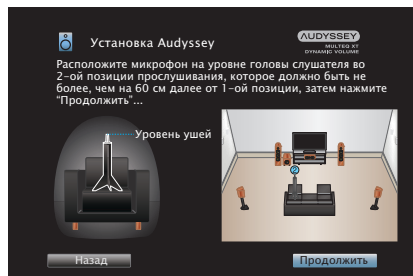 Установка Audyssey
AUDYSSEY
MULTEQ XT
DYNAMIC VOLUME
Расположите микрофон на уровне головы слушателя во
2-ой позиции прослушивания, которое должно быть не
более, чем на 60 см далее от 1-ой позиции, затем нажмите
“Продолжить”...
Уровень ушей
2
Назад
Продолжить